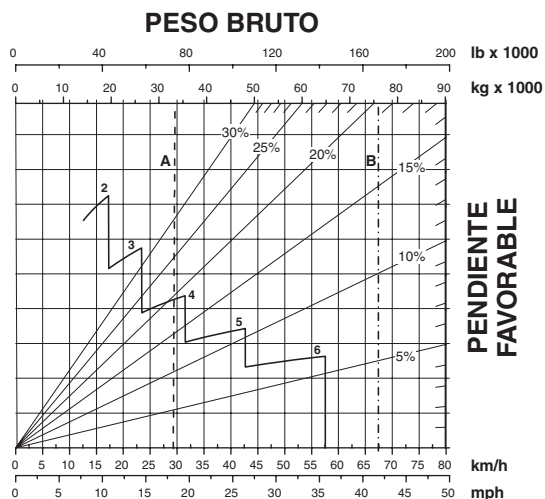 PESO BRUTO
0 40 80 120 140 160 200 lb x 1000
0 10 20 30 40 50 60 70 80 90 kg x 1000
30%
25%
20%
15%
10%
5%
A
B
2
3
4
5
6
PENDIENTE
FAVORABLE
0 5 10 15 20 25 30 35 40 45 50 55 60 65 70 75 80 km/h
0 5 10 15 20 25 30 35 40 45 50 mph